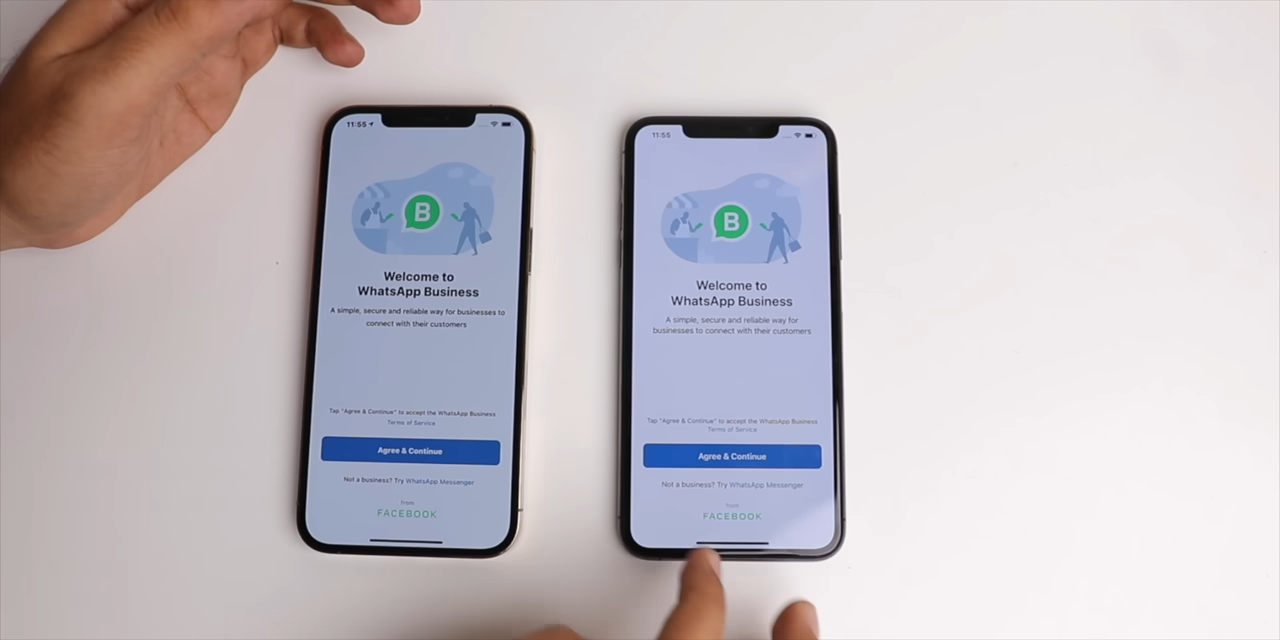 11:55
B
Welcome to
WhatsApp Business
A simple, secure and reliable way for businesses to
connect with their customers
Tap "Agree & Continue" to accept the WhatsApp Business
Terms of Service
Agree & Continue
Not a business? Try WhatsApp Messenger
from
FACEBOOK
11:55
B
Welcome to
WhatsApp Business
A simple, secure and reliable way for
businesses to connect with their customers
Tap "Agree & Continue" to accept the WhatsApp Business
Terms of Service
Agree & Continue
Not a business? Try WhatsApp Messenger
from
FACEBOOK